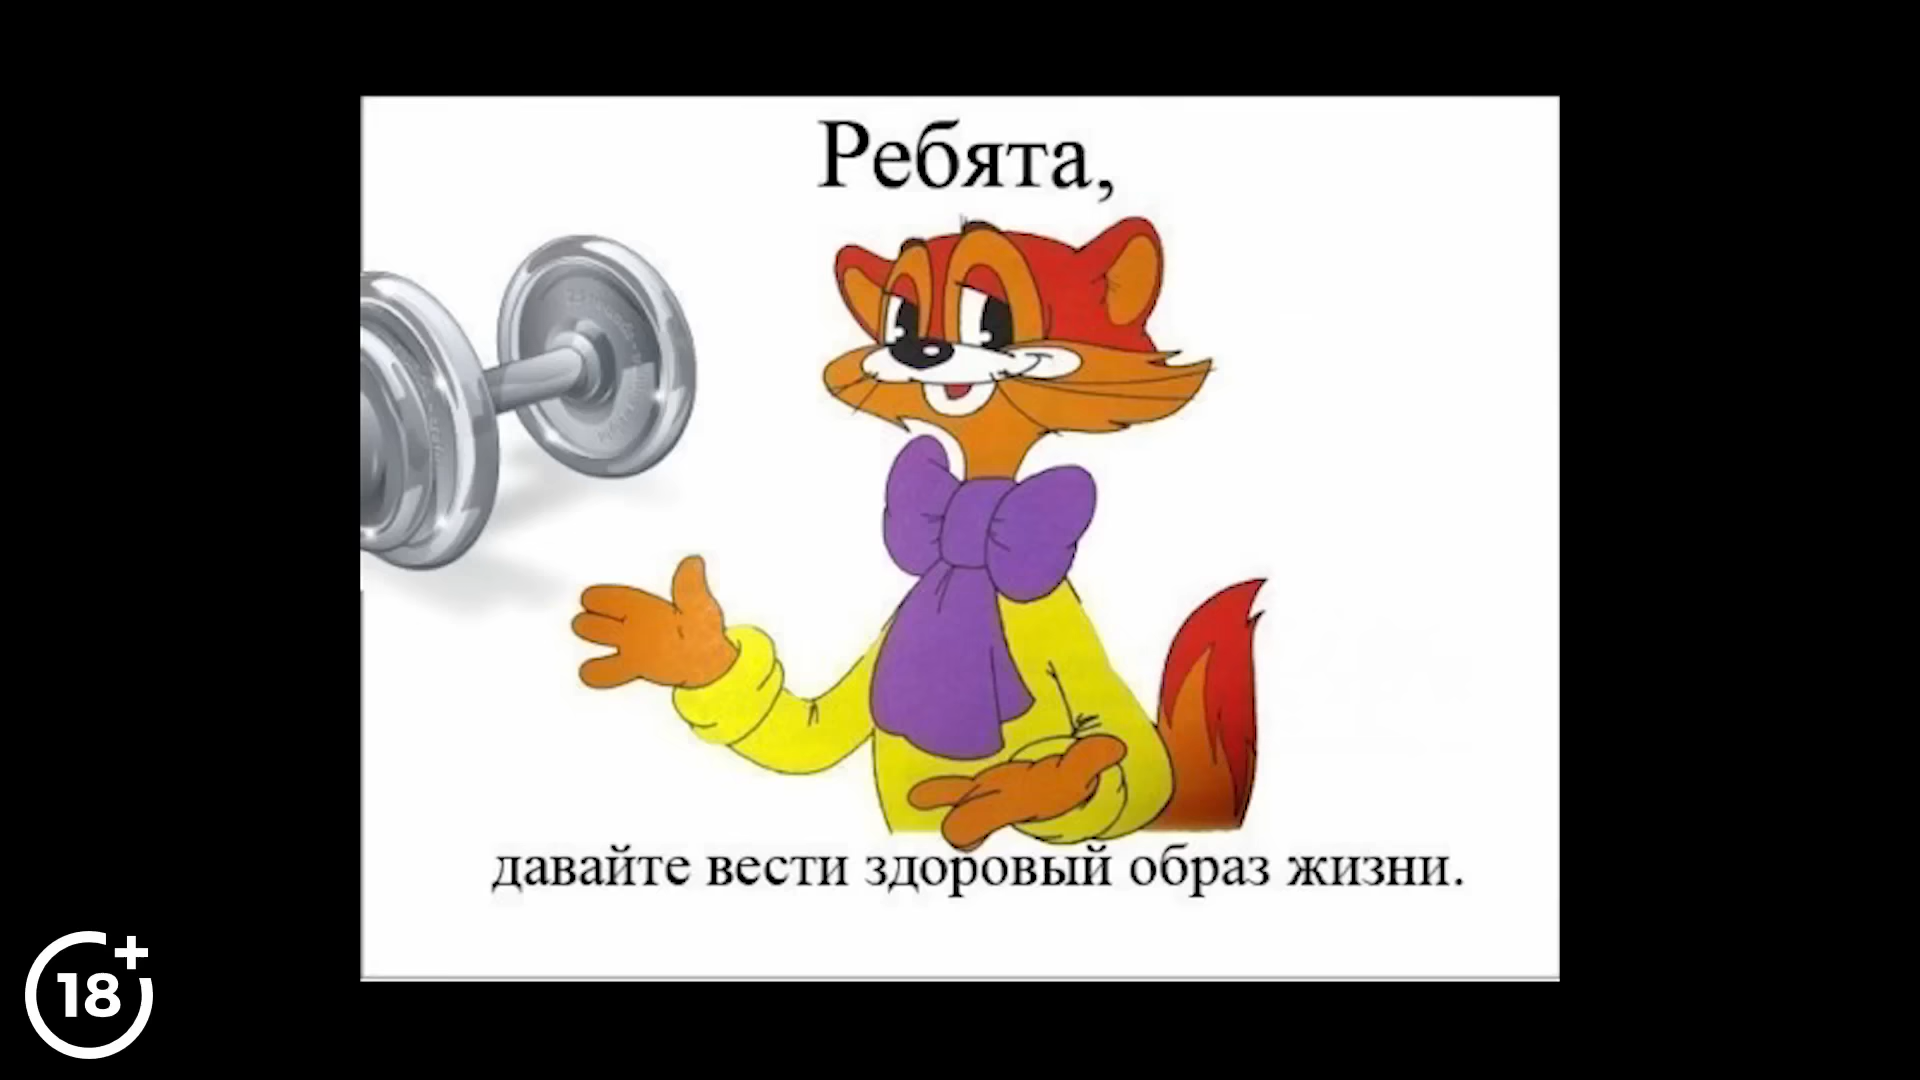 Ребята,
давайте вести здоровый образ жизни.
18+